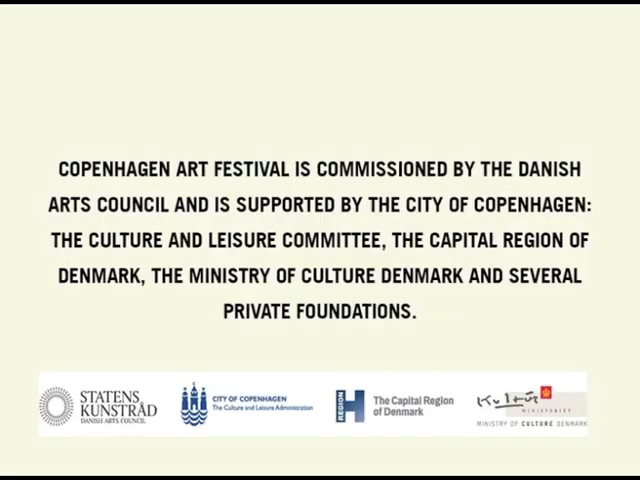 COPENHAGEN ART FESTIVAL IS COMMISSIONED BY THE DANISH
ARTS COUNCIL AND IS SUPPORTED BY THE CITY OF COPENHAGEN:
THE CULTURE AND LEISURE COMMITTEE, THE CAPITAL REGION OF
DENMARK, THE MINISTRY OF CULTURE DENMARK AND SEVERAL
PRIVATE FOUNDATIONS.
STATENS
KUNSTRÅD
DANISH ARTS COUNCIL
CITY OF COPENHAGEN
The Culture and Leisure Administration
REGION H
The Capital Region
of Denmark
Kultur
MINISTERIET
MINISTRY OF CULTURE DENMARK